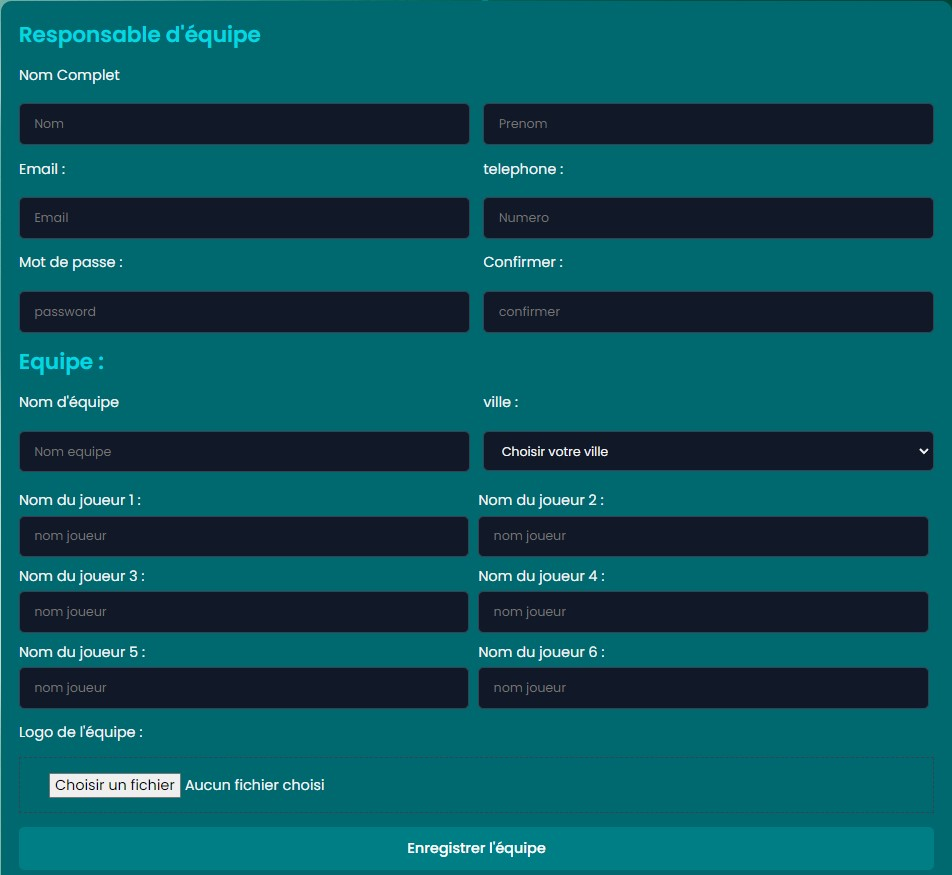 Responsable d'équipe
Nom Complet
Nom Prenom
Email : telephone :
Email Numero
Mot de passe : Confirmer :
password confirmer
Equipe :
Nom d'équipe ville :
Nom equipe Choisir votre ville
Nom du joueur 1 : Nom du joueur 2 :
nom joueur nom joueur
Nom du joueur 3 : Nom du joueur 4 :
nom joueur nom joueur
Nom du joueur 5 : Nom du joueur 6 :
nom joueur nom joueur
Logo de l'équipe :
Choisir un fichier Aucun fichier choisi
Enregistrer l'équipe